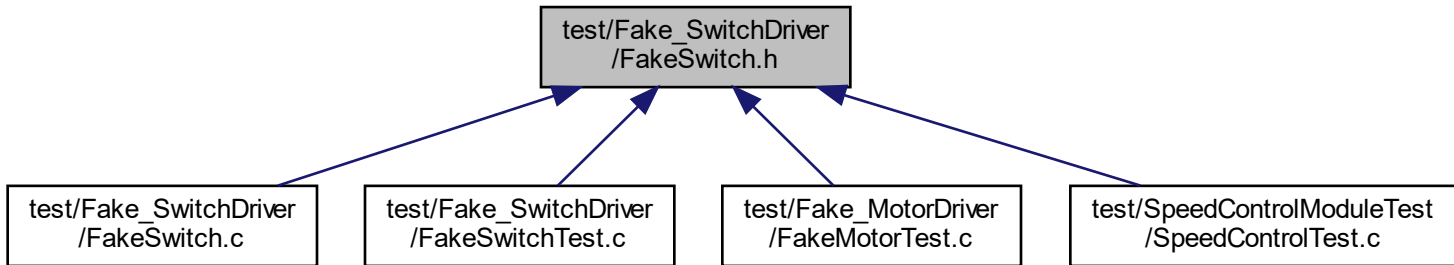 test/Fake_SwitchDriver
/FakeSwitch.h
test/Fake_SwitchDriver
/FakeSwitch.c
test/Fake_SwitchDriver
/FakeSwitchTest.c
test/Fake_MotorDriver
/FakeMotorTest.c
test/SpeedControlModuleTest
/SpeedControlTest.c